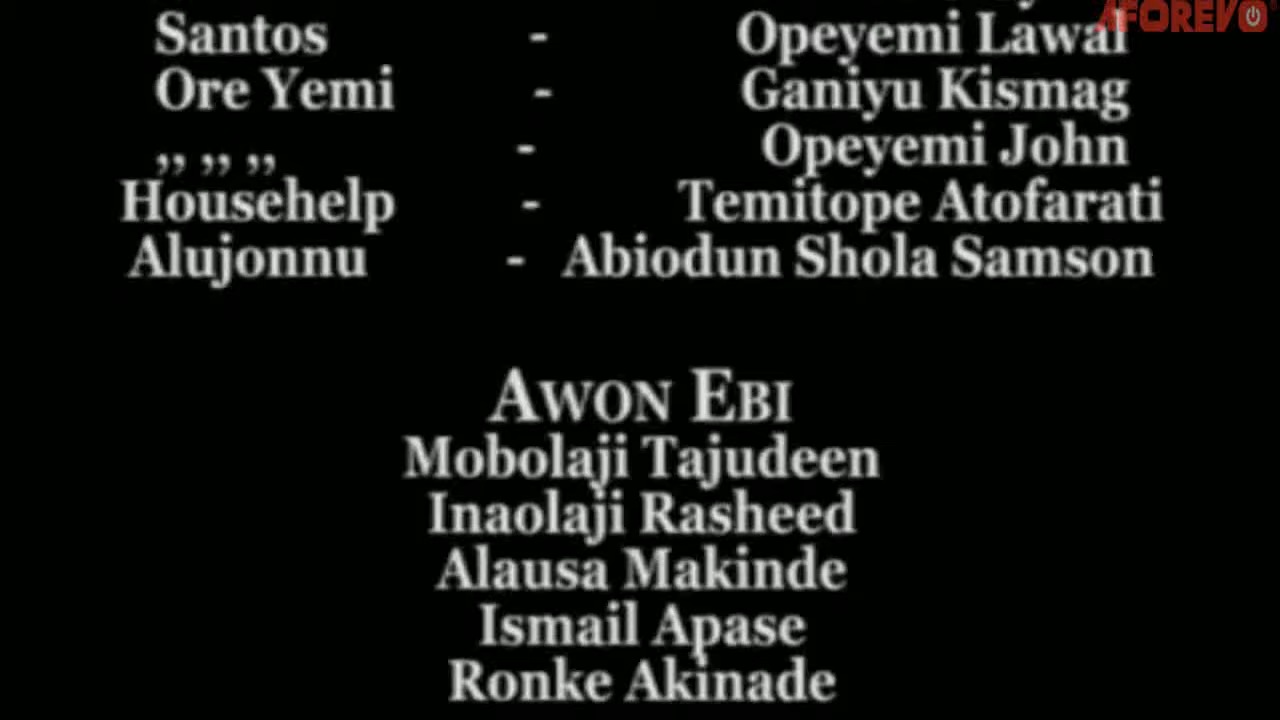 AFOREVO
Santos - Opeyemi Lawal
Ore Yemi - Ganiyu Kismag
,, ,, ,, - Opeyemi John
Househelp - Temitope Atofarati
Alujonnu - Abiodun Shola Samson
AWON EBI
Mobolaji Tajudeen
Inaolaji Rasheed
Alausa Makinde
Ismail Apase
Ronke Akinade